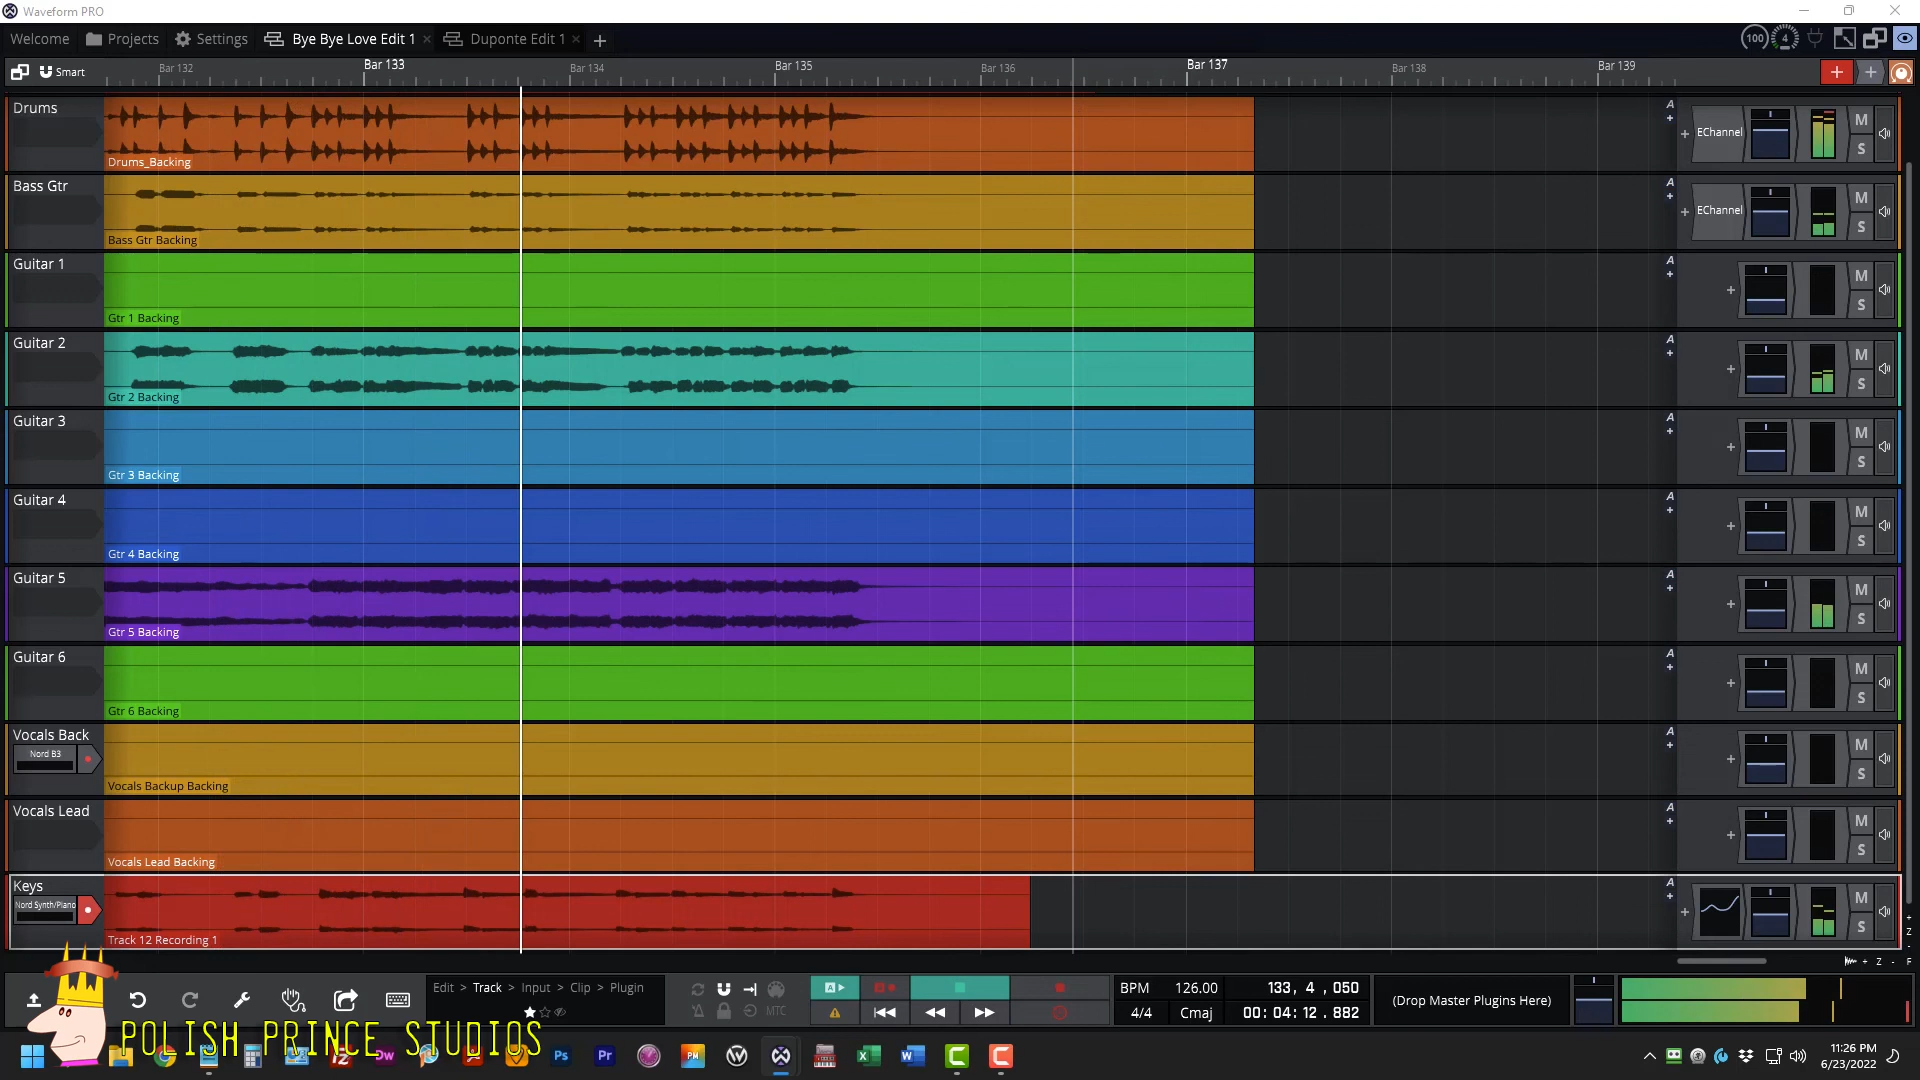 Waveform PRO
Welcome Projects Settings Bye Bye Love Edit 1 × Duponte Edit 1 × +
100 4
Smart
Bar 132 Bar 133 Bar 134 Bar 135 Bar 136 Bar 137 Bar 138 Bar 139
Drums
Drums_Backing
A
EChannel
M
S
Bass Gtr
Bass Gtr Backing
A
EChannel
M
S
Guitar 1
Gtr 1 Backing
A
M
S
Guitar 2
Gtr 2 Backing
A
M
S
Guitar 3
Gtr 3 Backing
A
M
S
Guitar 4
Gtr 4 Backing
A
M
S
Guitar 5
Gtr 5 Backing
A
M
S
Guitar 6
Gtr 6 Backing
A
M
S
Vocals Back
Nord B3
Vocals Backup Backing
A
M
S
Vocals Lead
Vocals Lead Backing
A
M
S
Keys
Nord Synth/Piano
Track 12 Recording 1
A
M
S
Z
+ Z - F
Edit > Track > Input > Clip > Plugin
MTC
A
BPM 126.00
4/4 Cmaj
133, 4 , 050
00: 04: 12 . 882
(Drop Master Plugins Here)
POLISH PRINCE STUDIOS
Dw Ps Pr PM
11:26 PM
6/23/2022